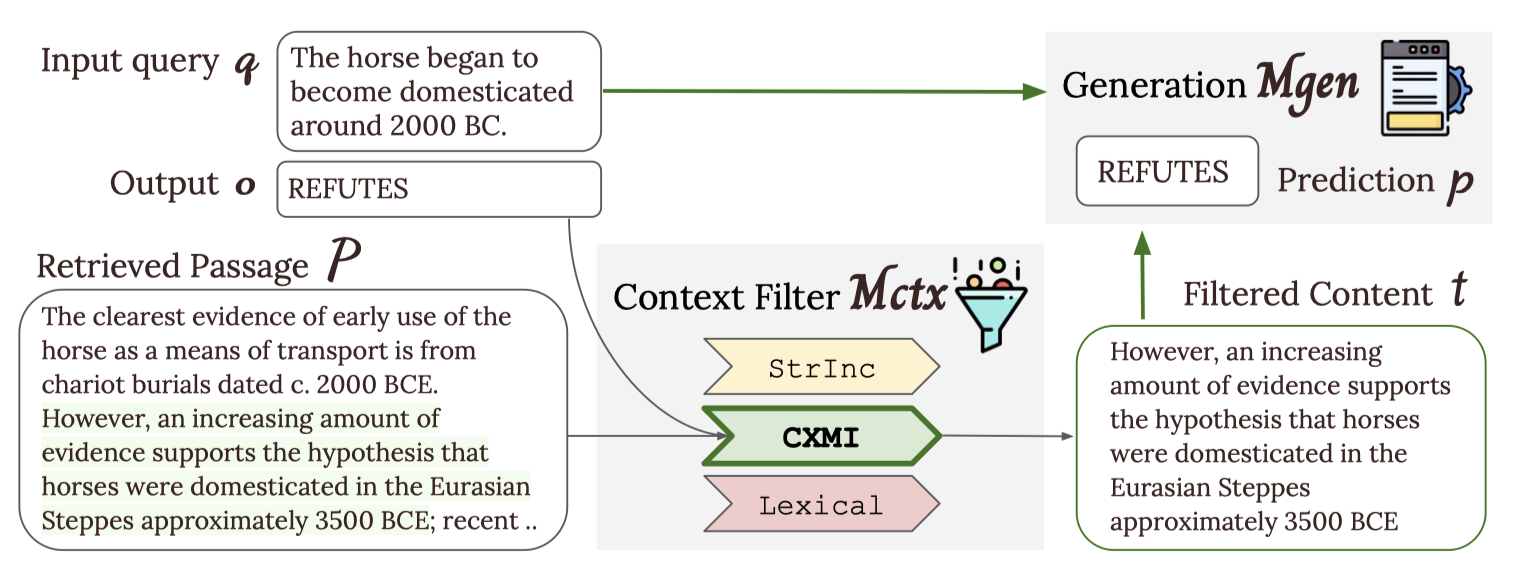 Input query q
The horse began to
become domesticated
around 2000 BC.
Output o
REFUTES
Retrieved Passage P
The clearest evidence of early use of the
horse as a means of transport is from
chariot burials dated c. 2000 BCE.
However, an increasing amount of
evidence supports the hypothesis that
horses were domesticated in the Eurasian
Steppes approximately 3500 BCE; recent ..
Context Filter Mctx
StrInc
CXMI
Lexical
Generation Mgen
REFUTES
Prediction p
Filtered Content t
However, an increasing
amount of evidence supports
the hypothesis that horses
were domesticated in the
Eurasian Steppes
approximately 3500 BCE